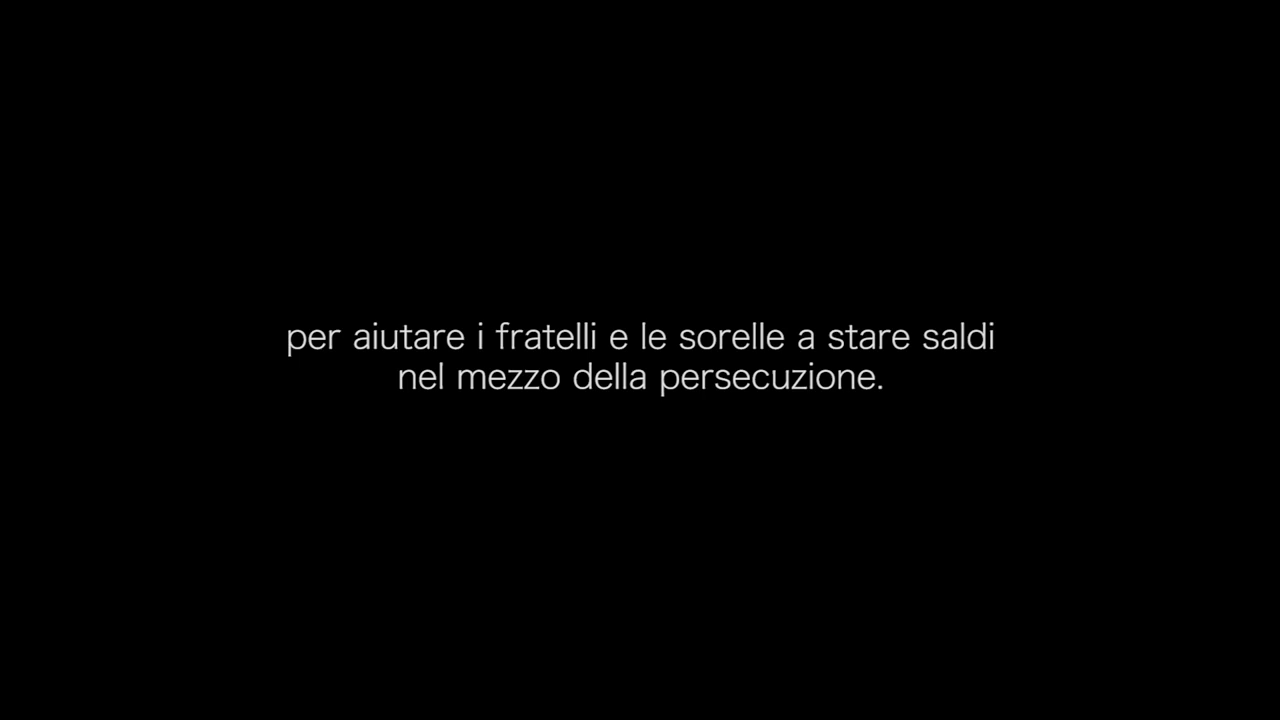 per aiutare i fratelli e le sorelle a stare saldi
nel mezzo della persecuzione.